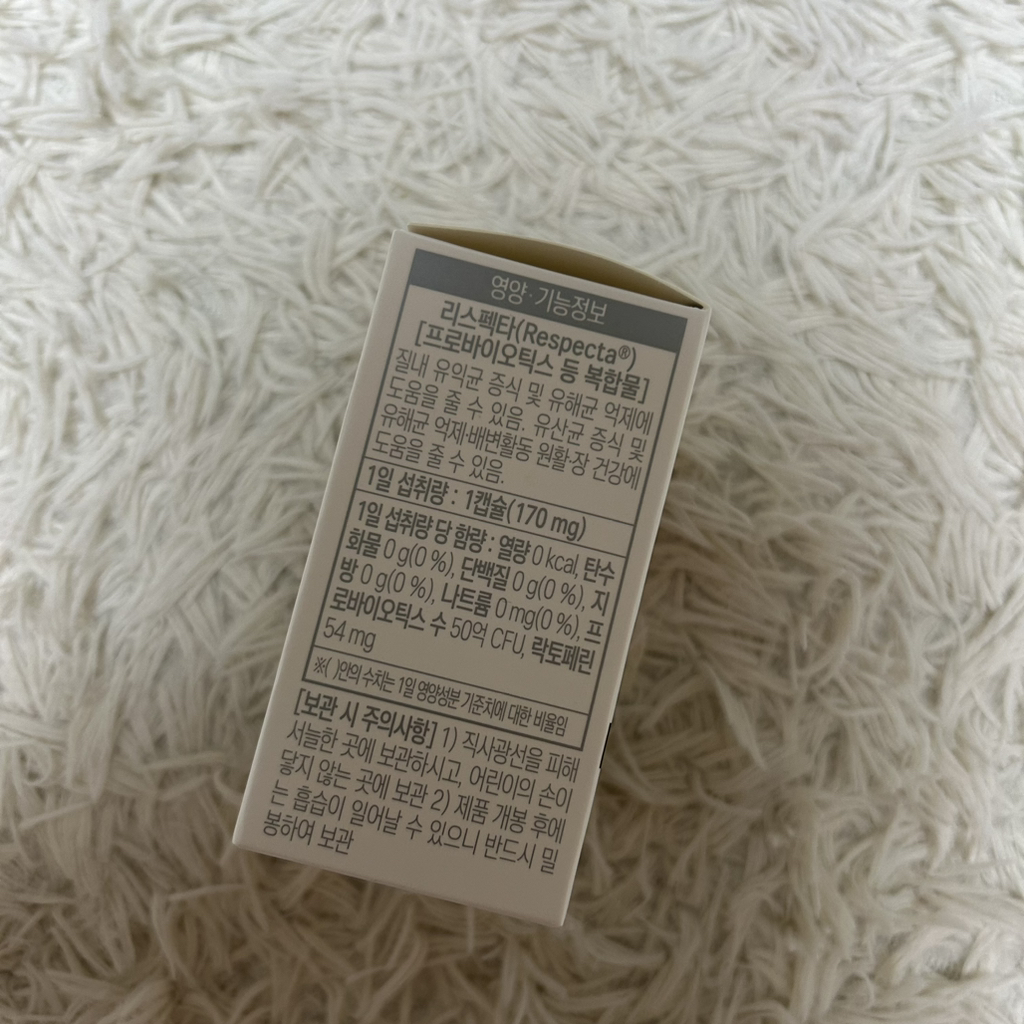 영양·기능정보
리스펙타(Respecta®)
[프로바이오틱스 등 복합물]
질내 유익균 증식 및 유해균 억제에
도움을 줄 수 있음. 유산균 증식 및
유해균 억제·배변활동 원활·장 건강에
도움을 줄 수 있음.
1일 섭취량 : 1캡슐(170 mg)
1일 섭취량 당 함량 : 열량 0 kcal, 탄수
화물 0 g(0 %), 단백질 0 g(0 %), 지
방 0 g(0 %), 나트륨 0 mg(0 %), 프
로바이오틱스 수 50억 CFU, 락토페린
54 mg
※( )안의 수치는 1일 영양성분 기준치에 대한 비율임
[보관 시 주의사항] 1) 직사광선을 피해
서늘한 곳에 보관하시고, 어린이의 손이
닿지 않는 곳에 보관 2) 제품 개봉 후에
는 흡습이 일어날 수 있으니 반드시 밀
봉하여 보관